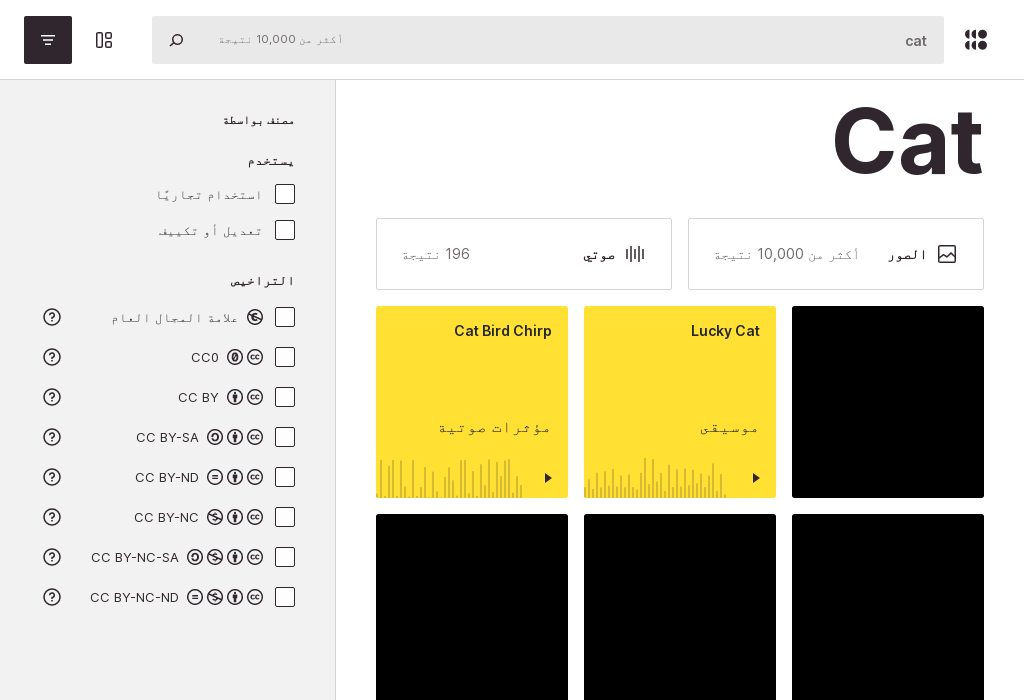 cat
أكثر من 10,000 نتيجة
Cat
الصور
أكثر من 10,000 نتيجة
صوتي
196 نتيجة
Lucky Cat
موسيقى
Cat Bird Chirp
مؤثرات صوتية
مصنف بواسطة
يستخدم
استخدام تجاريًا
تعديل أو تكييف
التراخيص
علامة المجال العام
CC0
CC BY
CC BY-SA
CC BY-ND
CC BY-NC
CC BY-NC-SA
CC BY-NC-ND